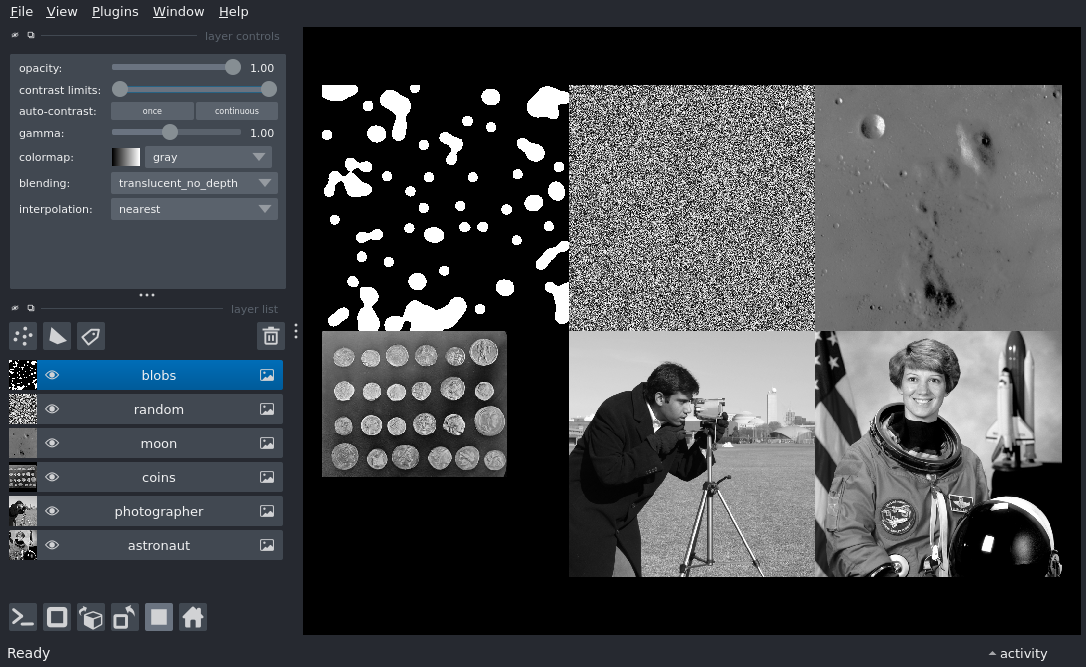 File View Plugins Window Help
layer controls
opacity: 1.00
contrast limits:
auto-contrast: once continuous
gamma: 1.00
colormap: gray
blending: translucent_no_depth
interpolation: nearest
layer list
blobs
random
moon
coins
photographer
astronaut
Ready
activity